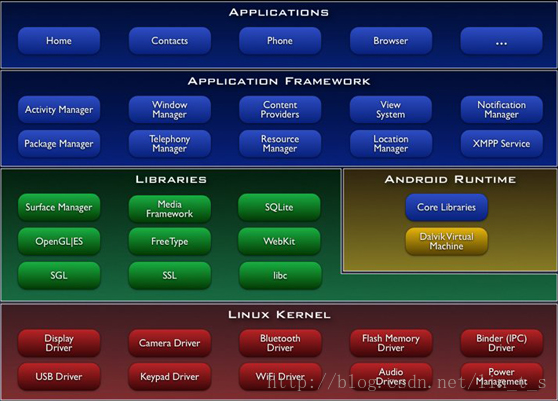 APPLICATIONS
Home
Contacts
Phone
Browser
...
APPLICATION FRAMEWORK
Activity Manager
Window
Manager
Content
Providers
View
System
Notification
Manager
Package Manager
Telephony
Manager
Resource
Manager
Location
Manager
XMPP Service
LIBRARIES
Surface Manager
Media
Framework
SQLite
OpenGL|ES
FreeType
WebKit
SGL
SSL
libc
ANDROID RUNTIME
Core Libraries
Dalvik Virtual
Machine
LINUX KERNEL
Display
Driver
Camera Driver
Bluetooth
Driver
Flash Memory
Driver
Binder (IPC)
Driver
USB Driver
Keypad Driver
WiFi Driver
Audio
Drivers
Power
Management